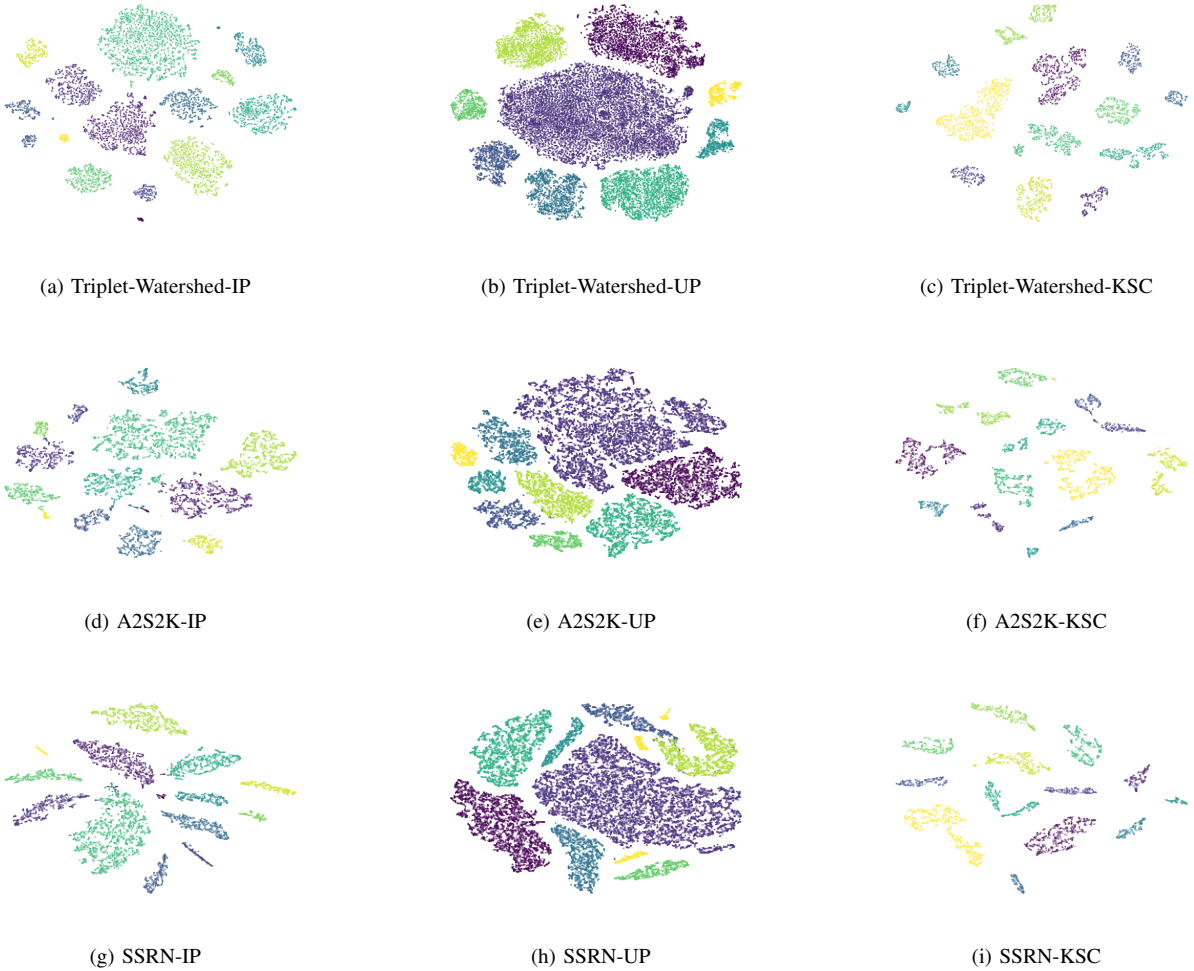 (a) Triplet-Watershed-IP
(b) Triplet-Watershed-UP
(c) Triplet-Watershed-KSC
(d) A2S2K-IP
(e) A2S2K-UP
(f) A2S2K-KSC
(g) SSRN-IP
(h) SSRN-UP
(i) SSRN-KSC